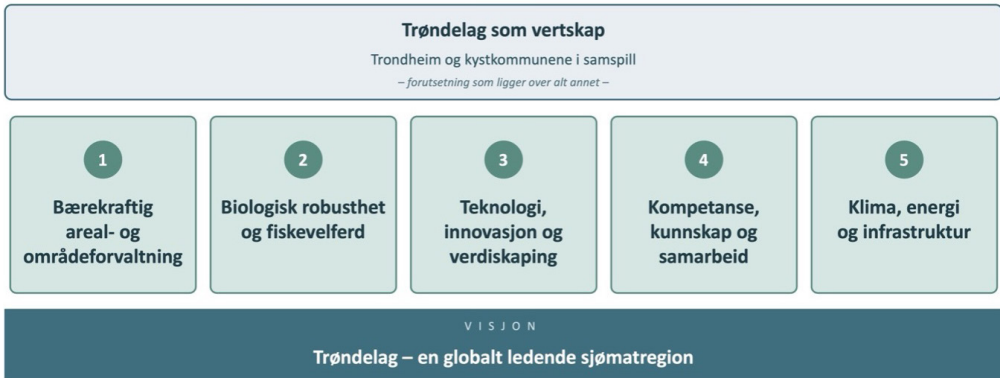 Trøndelag som vertskap
Trondheim og kystkommunene i samspill
– forutsetning som ligger over alt annet –
1
Bærekraftig
areal- og
områdeforvaltning
2
Biologisk robusthet
og fiskevelferd
3
Teknologi,
innovasjon og
verdiskaping
4
Kompetanse,
kunnskap og
samarbeid
5
Klima, energi
og infrastruktur
VISJON
Trøndelag – en globalt ledende sjømatregion